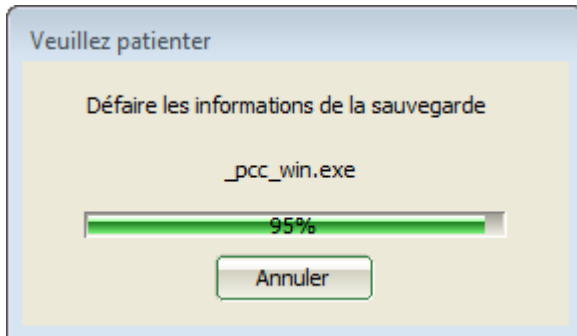 Veuillez patienter
Défaire les informations de la sauvegarde
_pcc_win.exe
95%
Annuler